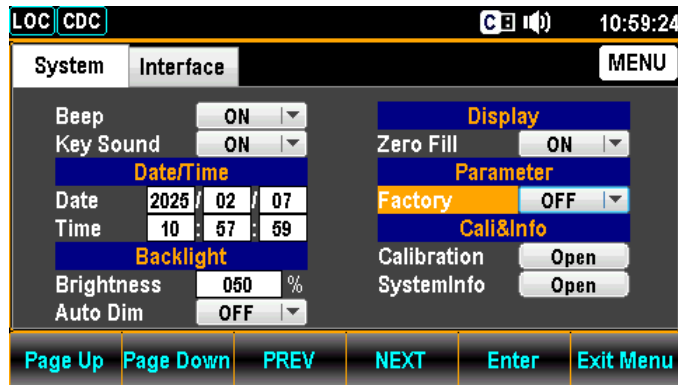 LOC CDC C 10:59:24
System Interface MENU
Beep ON
Key Sound ON
Date/Time
Date 2025 / 02 / 07
Time 10 : 57 : 59
Backlight
Brightness 050 %
Auto Dim OFF
Display
Zero Fill ON
Parameter
Factory OFF
Cali&Info
Calibration Open
SystemInfo Open
Page Up Page Down PREV NEXT Enter Exit Menu